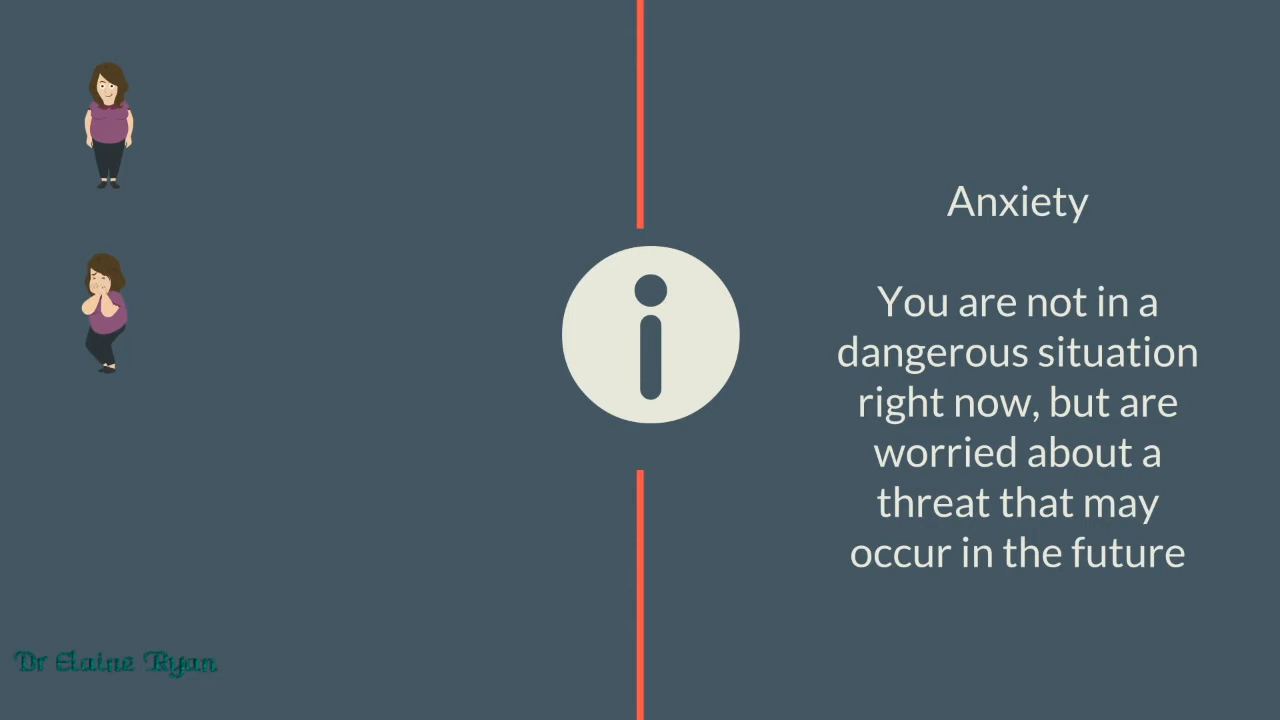 Anxiety
You are not in a
dangerous situation
right now, but are
worried about a
threat that may
occur in the future
Dr Elaine Ryan